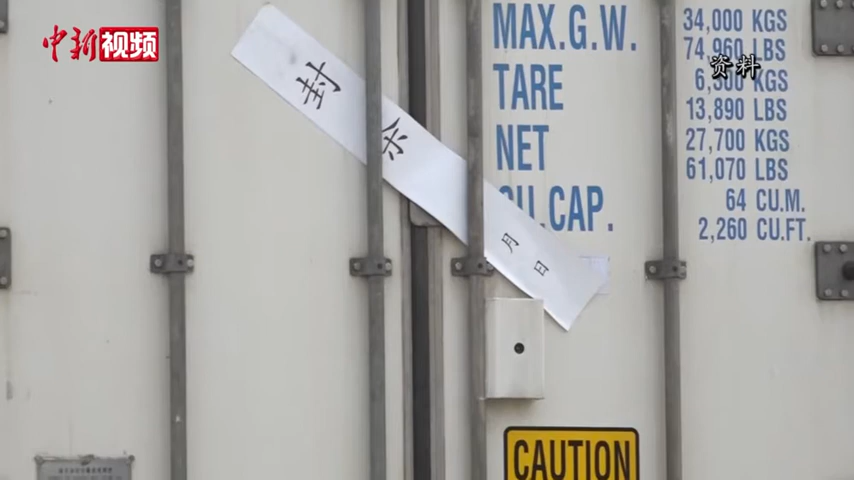 中新视频
资料
封
月 日
MAX.G.W. 34,000 KGS
74,960 LBS
TARE 6,300 KGS
13,890 LBS
NET 27,700 KGS
61,070 LBS
CU.CAP. 64 CU.M.
2,260 CU.FT.
CAUTION